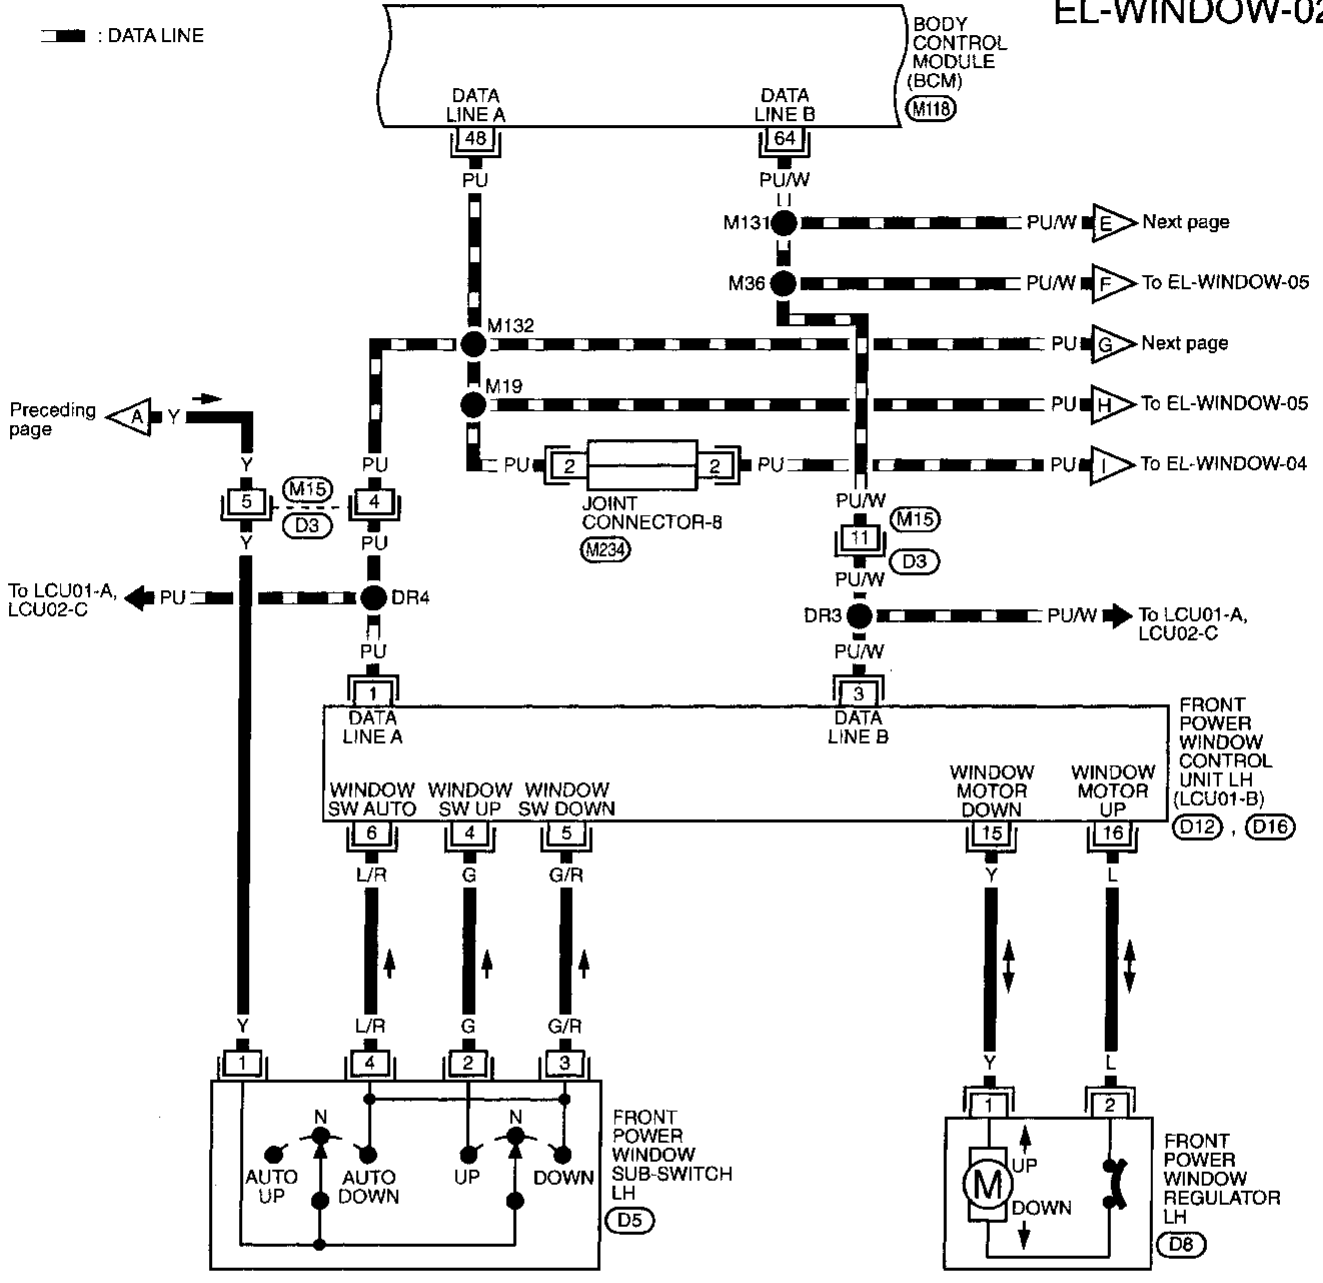 EL-WINDOW-02
: DATA LINE
BODY
CONTROL
MODULE
(BCM)
M118
DATA
LINE A
DATA
LINE B
48
64
PU
PU/W
M131
PU/W
E
Next page
M36
PU/W
F
To EL-WINDOW-05
M132
PU
G
Next page
M19
PU
H
To EL-WINDOW-05
Preceding
page
A
Y
PU
2
2
PU
PU
I
To EL-WINDOW-04
JOINT
CONNECTOR-8
M234
Y
PU
5
M15
4
D3
Y
PU
PU/W
11
M15
D3
PU/W
To LCU01-A,
LCU02-C
PU
DR4
DR3
PU/W
To LCU01-A,
LCU02-C
PU
PU/W
1
3
DATA
LINE A
DATA
LINE B
FRONT
POWER
WINDOW
CONTROL
UNIT LH
(LCU01-B)
D12 , D16
WINDOW
SW AUTO
WINDOW
SW UP
WINDOW
SW DOWN
WINDOW
MOTOR
DOWN
WINDOW
MOTOR
UP
6
4
5
15
16
L/R
G
G/R
Y
L
Y
L/R
G
G/R
Y
L
1
4
2
3
1
2
N
N
AUTO
UP
AUTO
DOWN
UP
DOWN
FRONT
POWER
WINDOW
SUB-SWITCH
LH
D5
M
UP
DOWN
FRONT
POWER
WINDOW
REGULATOR
LH
D8